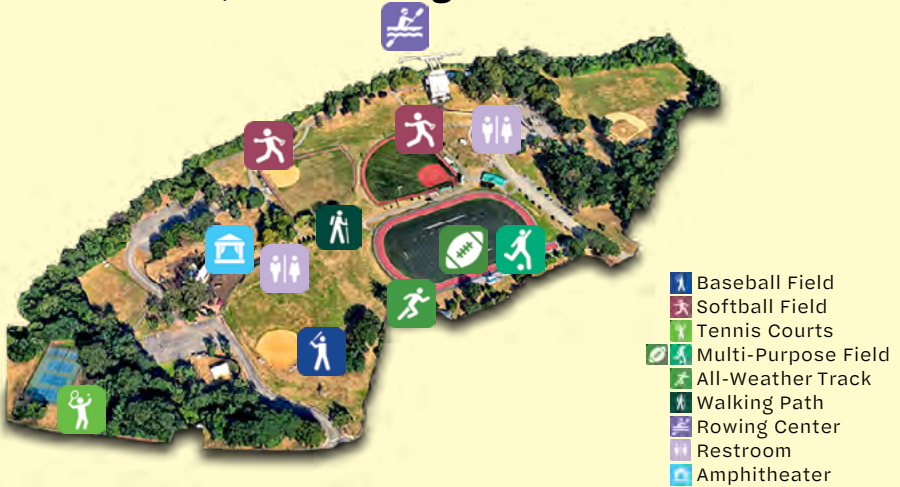 Baseball Field
Softball Field
Tennis Courts
Multi-Purpose Field
All-Weather Track
Walking Path
Rowing Center
Restroom
Amphitheater